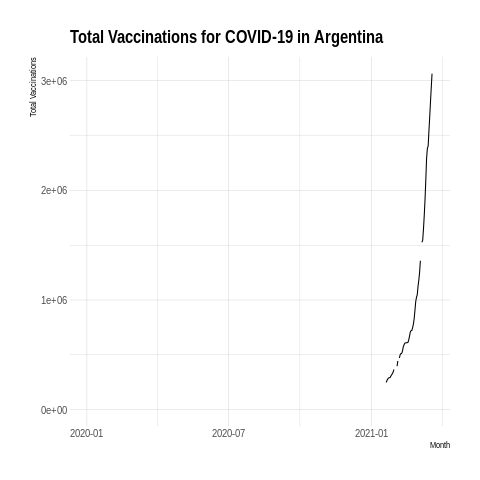 Total Vaccinations for COVID-19 in Argentina
Total Vaccinations
3e+06
2e+06
1e+06
0e+00
2020-01
2020-07
2021-01
Month